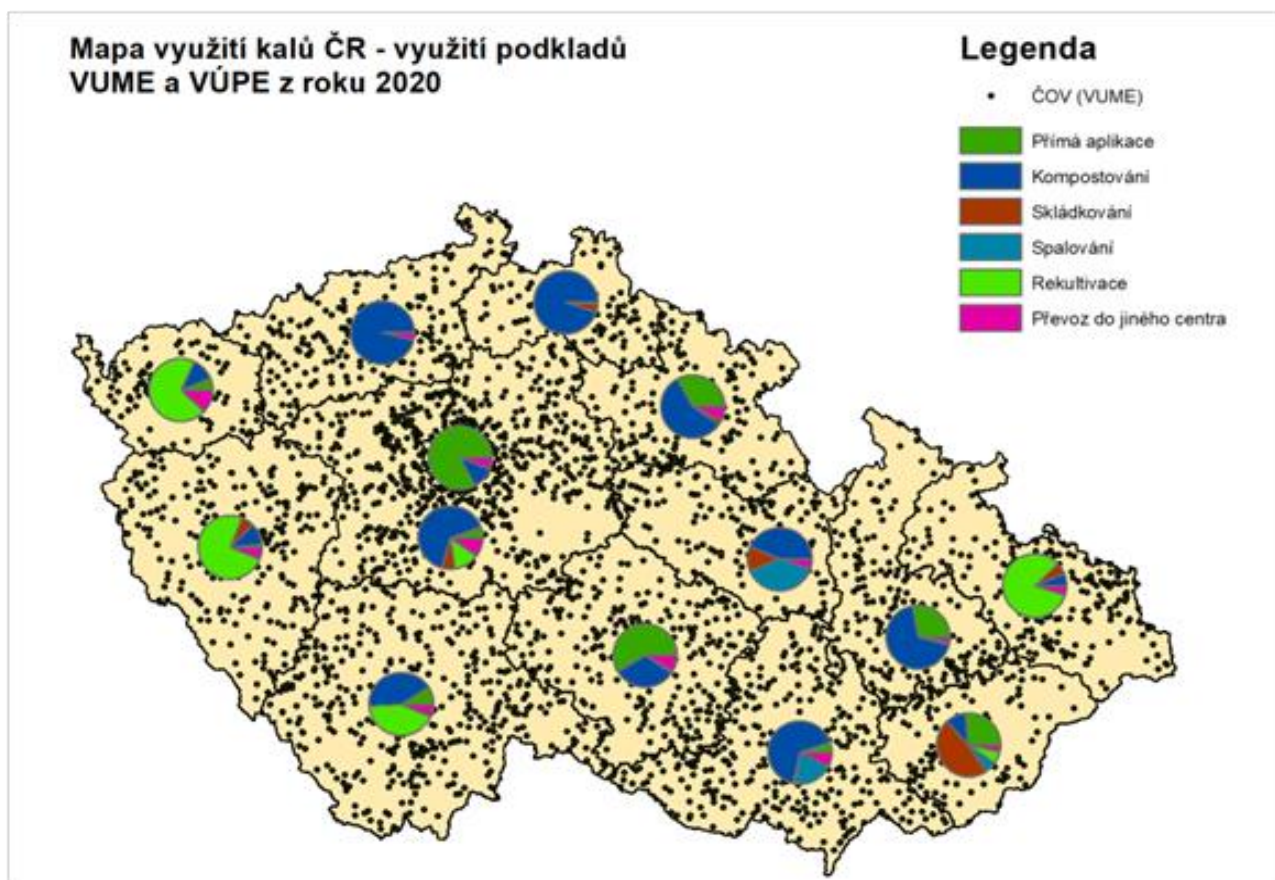 Mapa využití kalů ČR - využití podkladů
VUME a VÚPE z roku 2020
Legenda
ČOV (VUME)
Přímá aplikace
Kompostování
Skládkování
Spalování
Rekultivace
Převoz do jiného centra